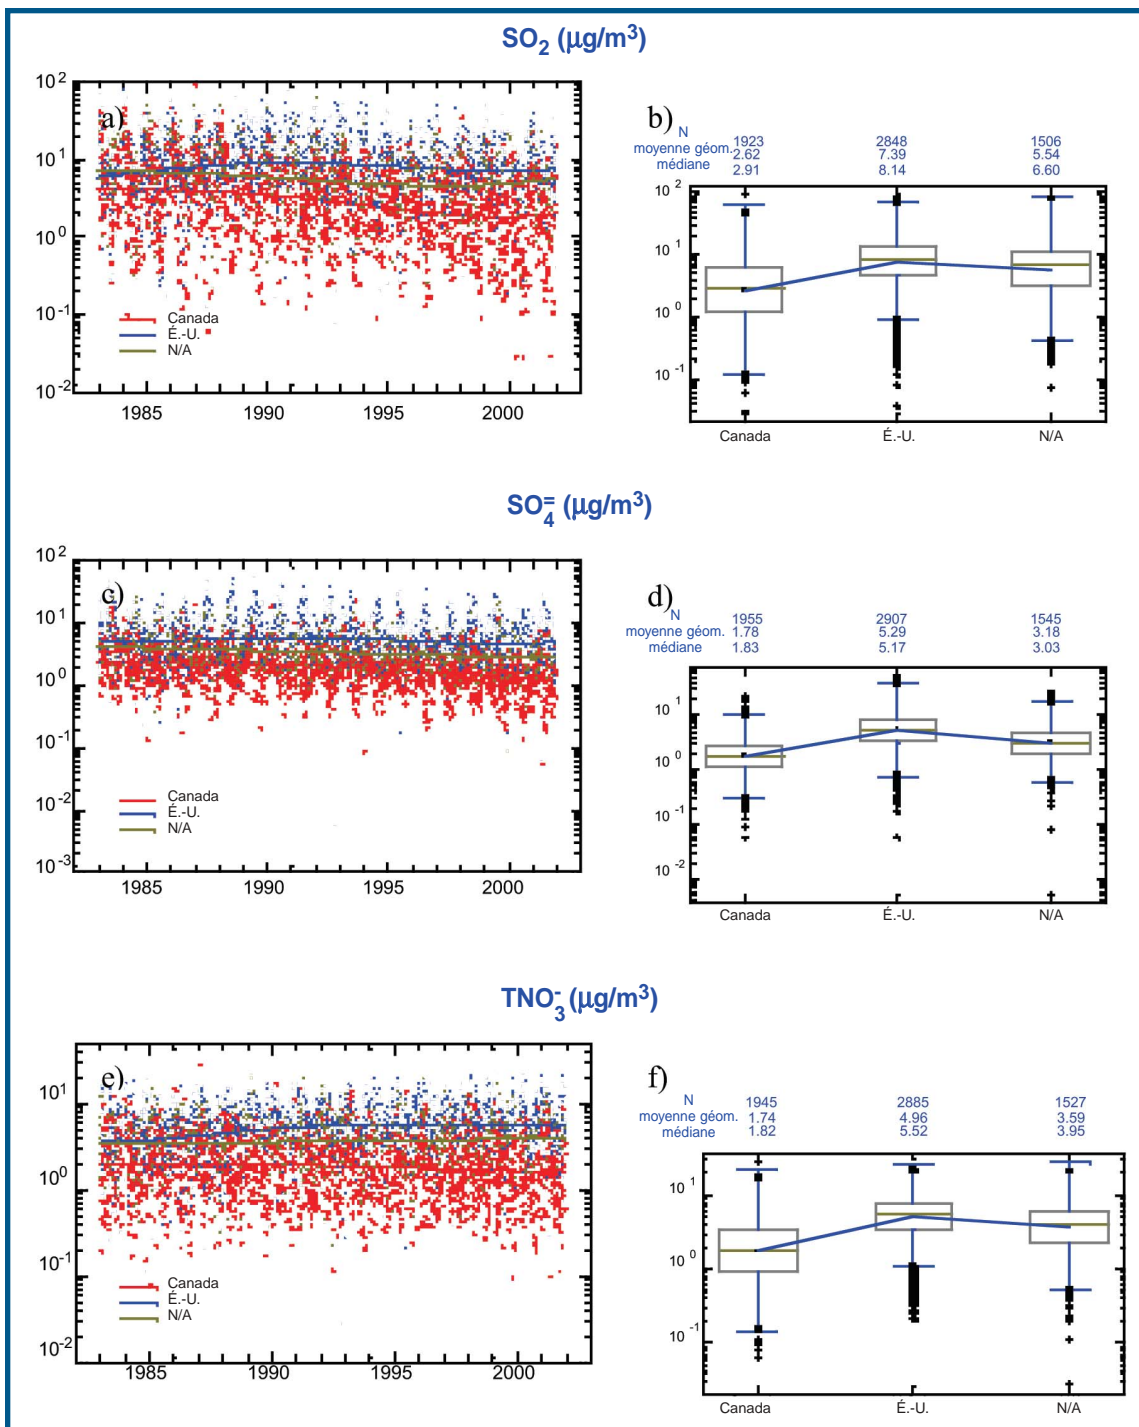 SO2 (µg/m3)
a)
10 2
10 1
10 0
10 -1
10 -2
Canada
É.-U.
N/A
1985 1990 1995 2000
b)
N 1923 2848 1506
moyenne géom. 2.62 7.39 5.54
médiane 2.91 8.14 6.60
10 2
10 1
10 0
10 -1
Canada É.-U. N/A
SO4= (µg/m3)
c)
10 2
10 1
10 0
10 -1
10 -2
10 -3
Canada
É.-U.
N/A
1985 1990 1995 2000
d)
N 1955 2907 1545
moyenne géom. 1.78 5.29 3.18
médiane 1.83 5.17 3.03
10 1
10 0
10 -1
10 -2
Canada É.-U. N/A
TNO3- (µg/m3)
e)
10 1
10 0
10 -1
10 -2
Canada
É.-U.
N/A
1985 1990 1995 2000
f)
N 1945 2885 1527
moyenne géom. 1.74 4.96 3.59
médiane 1.82 5.52 3.95
10 1
10 0
10 -1
Canada É.-U. N/A